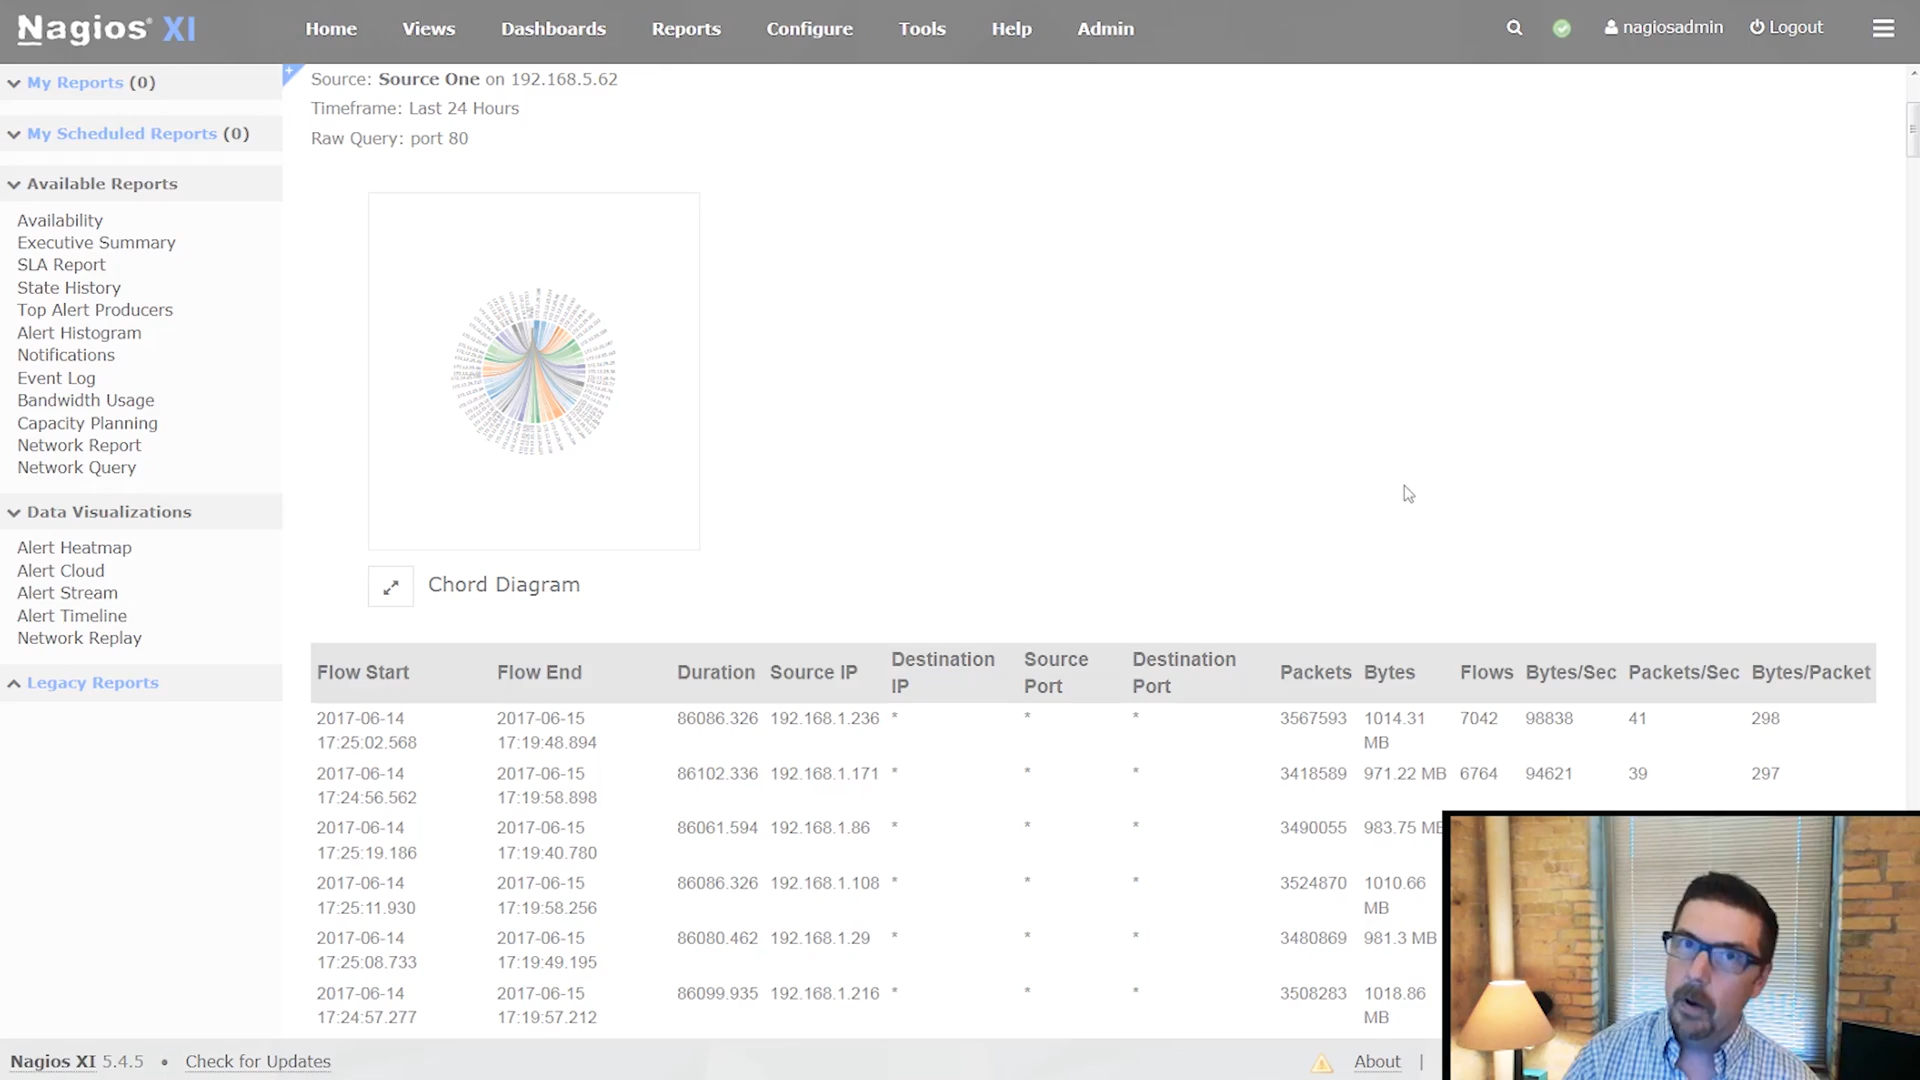 Nagios® XI
Home Views Dashboards Reports Configure Tools Help Admin
nagiosadmin Logout
My Reports (0)
My Scheduled Reports (0)
Available Reports
Availability
Executive Summary
SLA Report
State History
Top Alert Producers
Alert Histogram
Notifications
Event Log
Bandwidth Usage
Capacity Planning
Network Report
Network Query
Data Visualizations
Alert Heatmap
Alert Cloud
Alert Stream
Alert Timeline
Network Replay
Legacy Reports
Source: Source One on 192.168.5.62
Timeframe: Last 24 Hours
Raw Query: port 80
Chord Diagram
Flow Start Flow End Duration Source IP Destination IP Source Port Destination Port Packets Bytes Flows Bytes/Sec Packets/Sec Bytes/Packet
2017-06-14 17:25:02.568 2017-06-15 17:19:48.894 86086.326 192.168.1.236 * * * 3567593 1014.31 MB 7042 98838 41 298
2017-06-14 17:24:56.562 2017-06-15 17:19:58.898 86102.336 192.168.1.171 * * * 3418589 971.22 MB 6764 94621 39 297
2017-06-14 17:25:19.186 2017-06-15 17:19:40.780 86061.594 192.168.1.86 * * * 3490055 983.75 MB
2017-06-14 17:25:11.930 2017-06-15 17:19:58.256 86086.326 192.168.1.108 * * * 3524870 1010.66 MB
2017-06-14 17:25:08.733 2017-06-15 17:19:49.195 86080.462 192.168.1.29 * * * 3480869 981.3 MB
2017-06-14 17:24:57.277 2017-06-15 17:19:57.212 86099.935 192.168.1.216 * * * 3508283 1018.86 MB
Nagios XI 5.4.5 • Check for Updates
About |